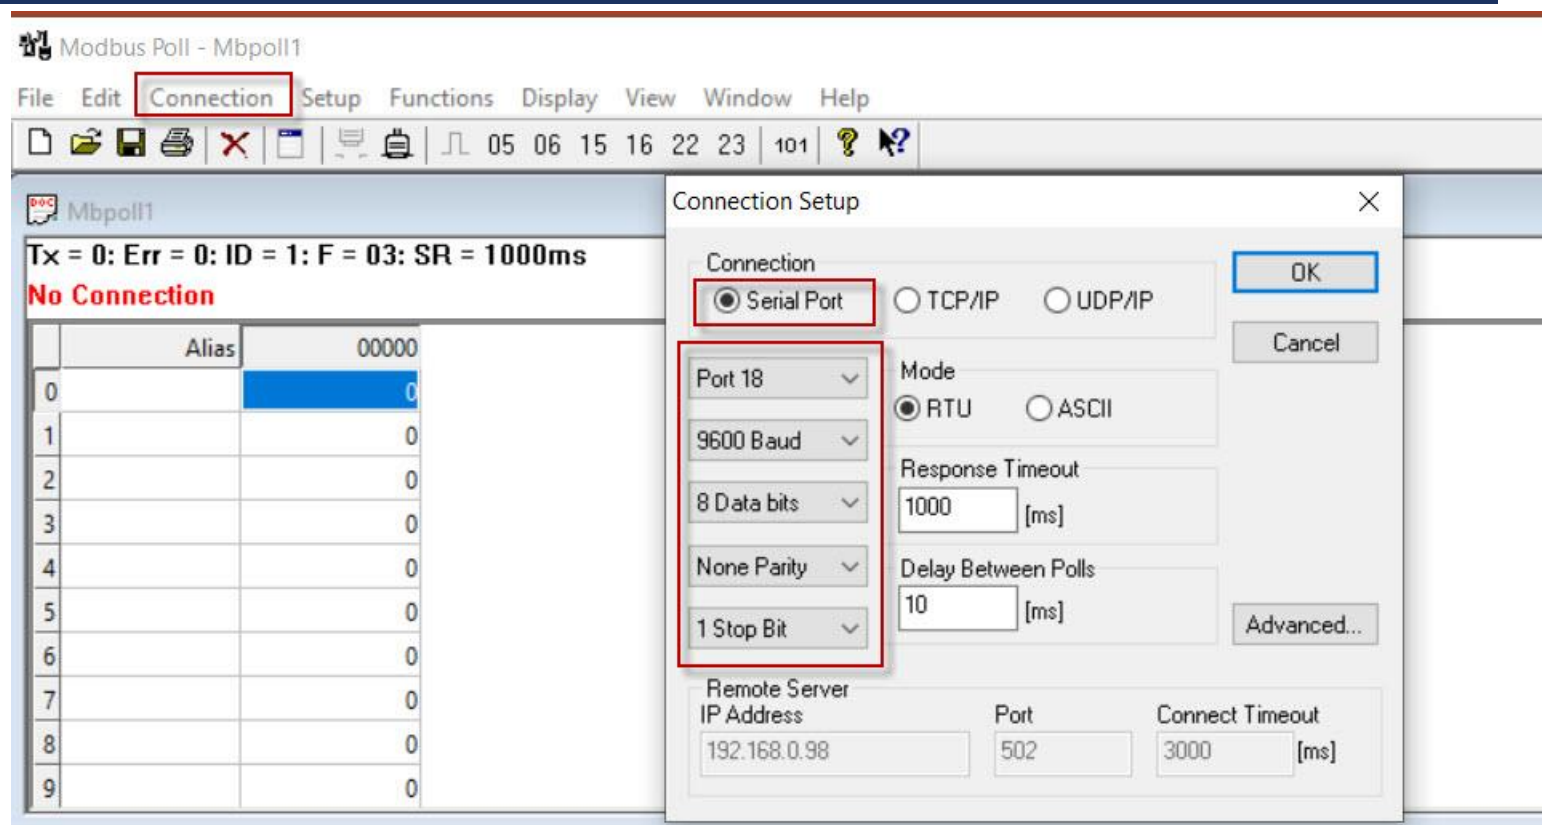 Modbus Poll - Mbpoll1
File Edit Connection Setup Functions Display View Window Help
05 06 15 16 22 23 101
DOC
Mbpoll1
Tx = 0: Err = 0: ID = 1: F = 03: SR = 1000ms
No Connection
Alias 00000
0 0
1 0
2 0
3 0
4 0
5 0
6 0
7 0
8 0
9 0
Connection Setup
Connection
Serial Port TCP/IP UDP/IP
OK
Cancel
Port 18
9600 Baud
8 Data bits
None Parity
1 Stop Bit
Mode
RTU ASCII
Response Timeout
1000 [ms]
Delay Between Polls
10 [ms]
Advanced...
Remote Server
IP Address Port Connect Timeout
192.168.0.98 502 3000 [ms]